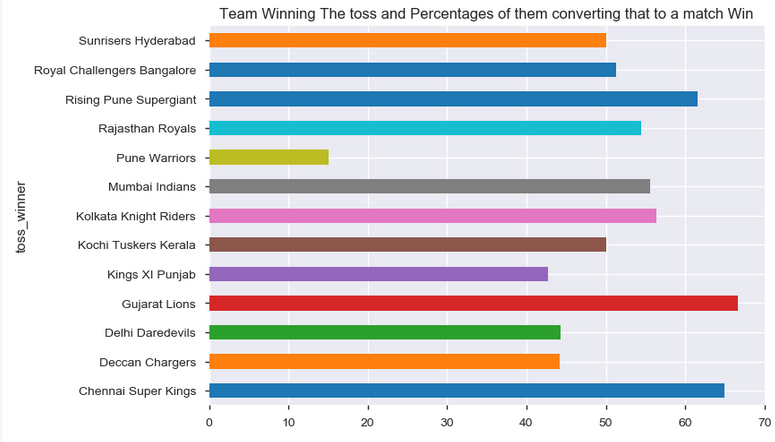 Team Winning The toss and Percentages of them converting that to a match Win
Sunrisers Hyderabad
Royal Challengers Bangalore
Rising Pune Supergiant
Rajasthan Royals
Pune Warriors
Mumbai Indians
Kolkata Knight Riders
Kochi Tuskers Kerala
Kings XI Punjab
Gujarat Lions
Delhi Daredevils
Deccan Chargers
Chennai Super Kings
toss_winner
0 10 20 30 40 50 60 70